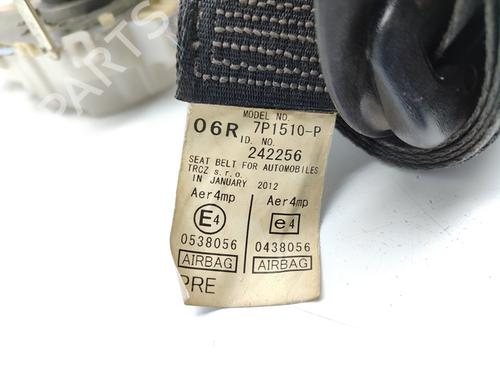 MODEL NO.
06R 7P1510-P
ID. NO.
242256
SEAT BELT FOR AUTOMOBILES
TRCZ s.r.o.
IN JANUARY 2012
Aer4mp Aer4mp
E4 e4
0538056 0438056
AIRBAG AIRBAG
PRE
PARTS